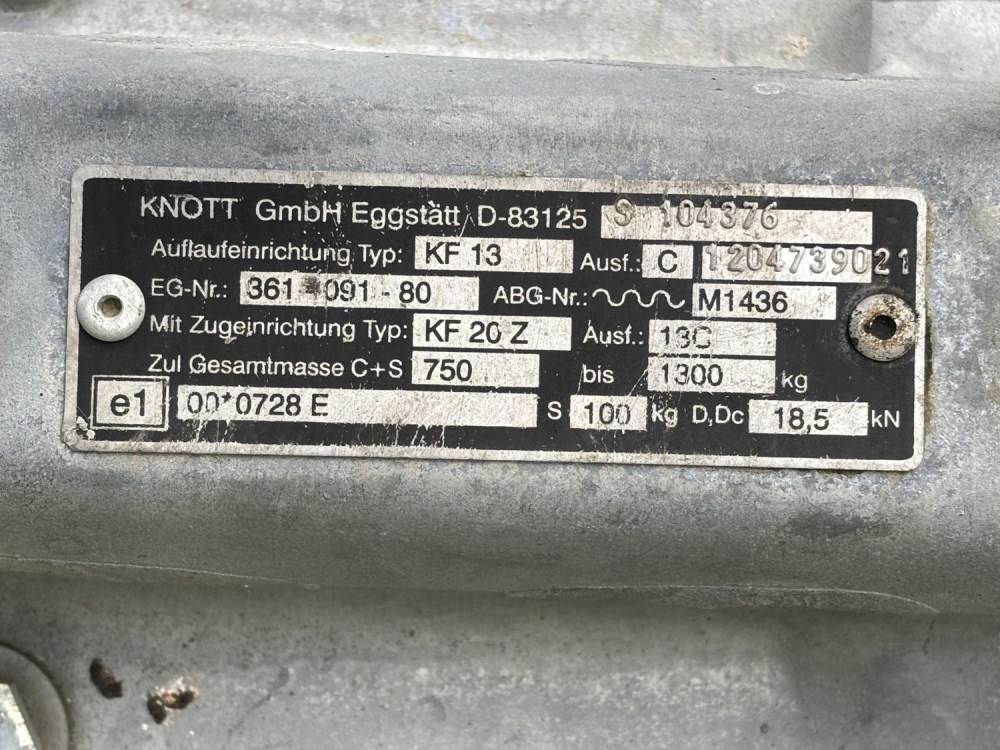 KNOTT GmbH Eggstätt D-83125 S 104376
Auflaufeinrichtung Typ: KF 13 Ausf.: C 1204739021
EG-Nr.: 361-091-80 ABG-Nr.: M1436
Mit Zugeinrichtung Typ: KF 20 Z Ausf.: 13C
Zul Gesamtmasse C+S 750 bis 1300 kg
e1 00*0728 E S 100 kg D,Dc 18,5 kN